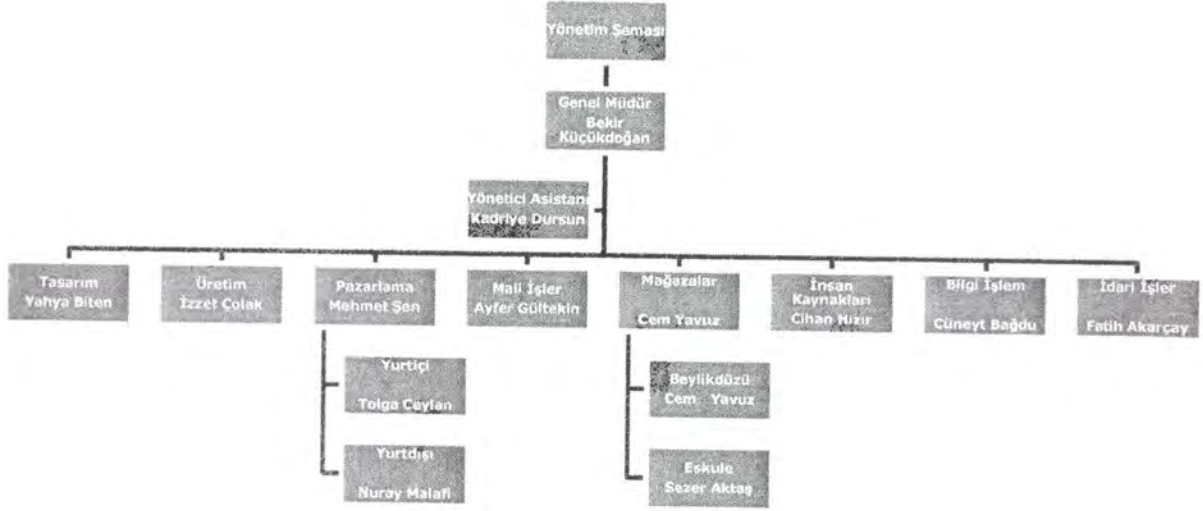 Yönetim Şeması
Genel Müdür
Bekir
Küçükdoğan
Yönetici Asistanı
Kadriye Dursun
Tasarım
Yahya Biten
Üretim
İzzet Çolak
Pazarlama
Mehmet Şen
Mali İşler
Ayfer Gültekin
Mağazalar
Cem Yavuz
İnsan
Kaynakları
Cihan Hızır
Bilgi İşlem
Cüneyt Bağdu
İdari İşler
Fatih Akarçay
Yurtiçi
Tolga Ceylan
Yurtdışı
Nuray Malafi
Beylikdüzü
Cem Yavuz
Eskule
Sezer Aktaş